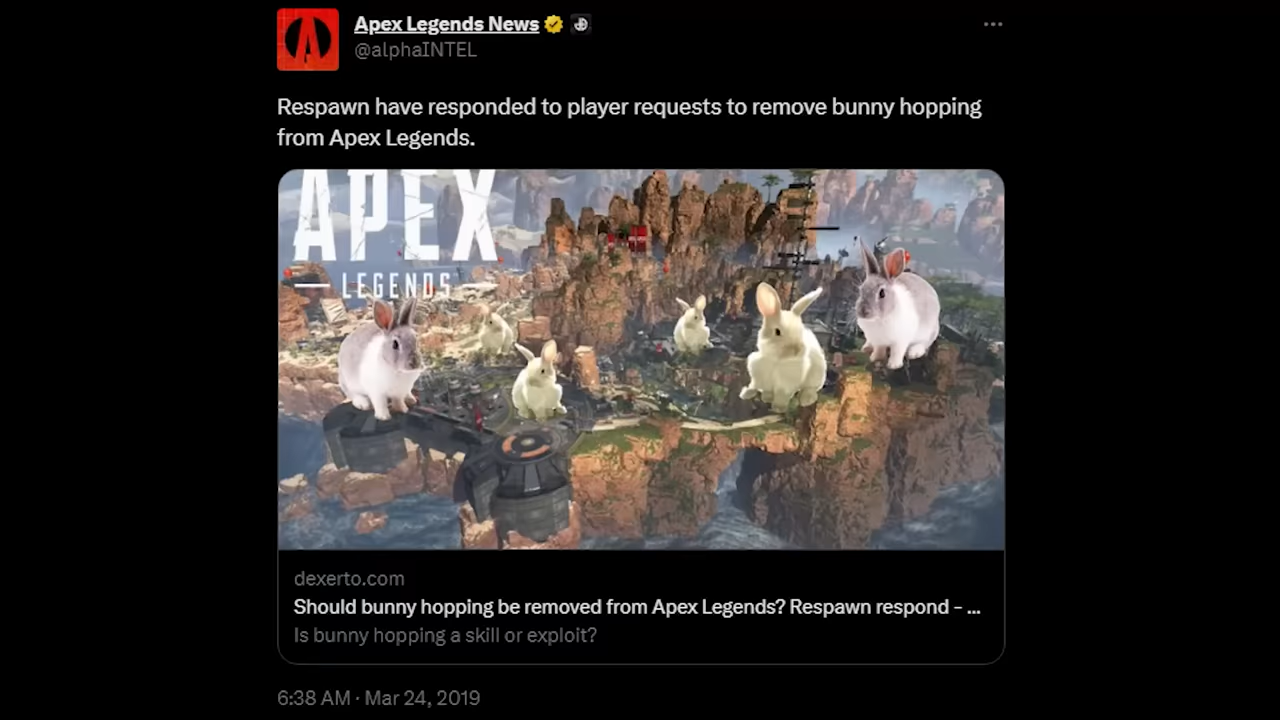 Apex Legends News
@alphaINTEL
Respawn have responded to player requests to remove bunny hopping
from Apex Legends.
APEX
LEGENDS
dexerto.com
Should bunny hopping be removed from Apex Legends? Respawn respond - ...
Is bunny hopping a skill or exploit?
6:38 AM · Mar 24, 2019